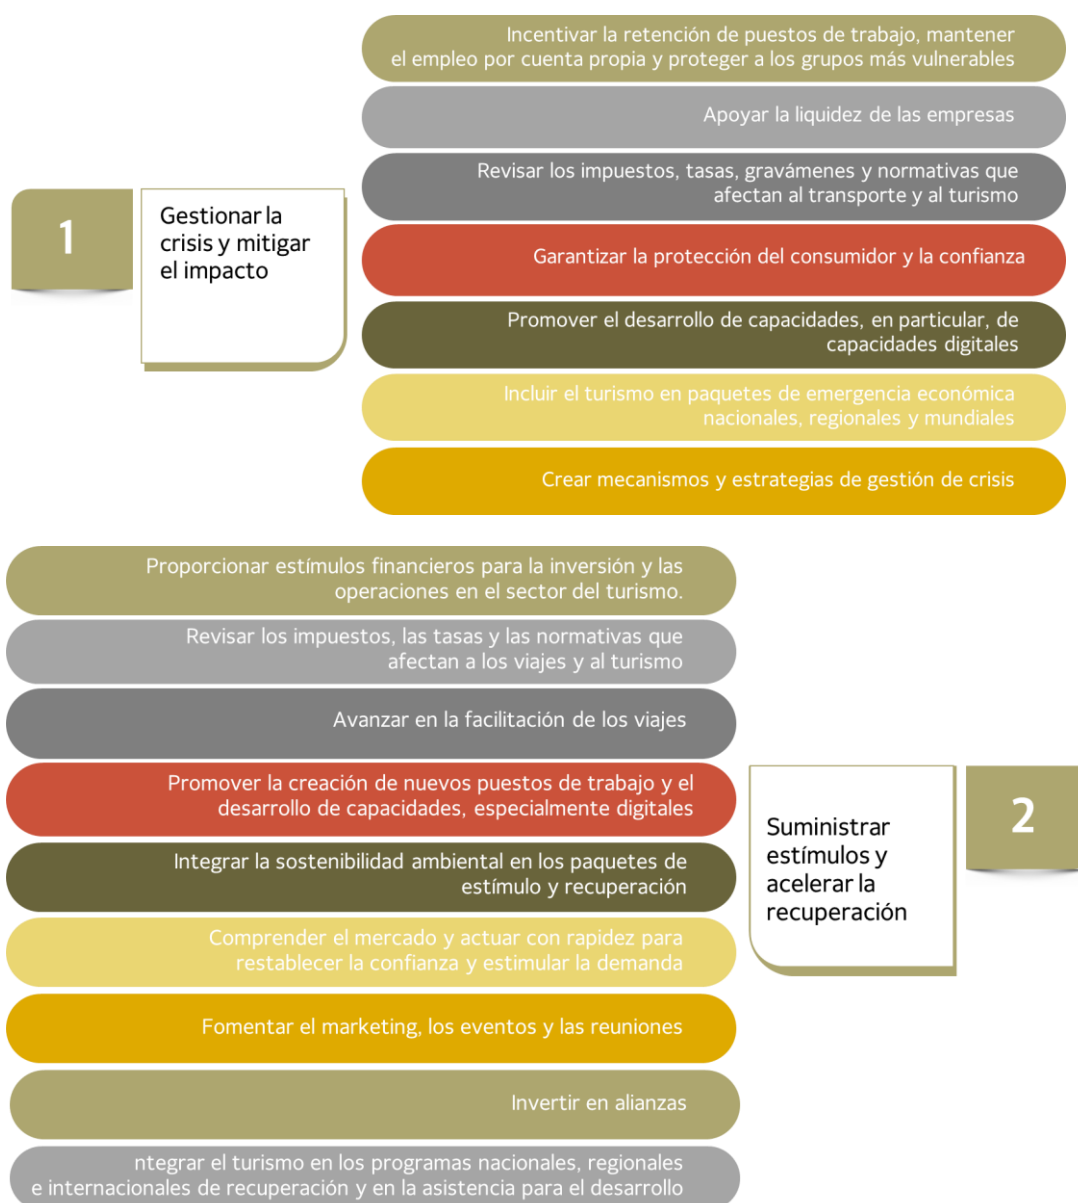 Incentivar la retención de puestos de trabajo, mantener
el empleo por cuenta propia y proteger a los grupos más vulnerables
Apoyar la liquidez de las empresas
Revisar los impuestos, tasas, gravámenes y normativas que
afectan al transporte y al turismo
1
Gestionar la
crisis y mitigar
el impacto
Garantizar la protección del consumidor y la confianza
Promover el desarrollo de capacidades, en particular, de
capacidades digitales
Incluir el turismo en paquetes de emergencia económica
nacionales, regionales y mundiales
Crear mecanismos y estrategias de gestión de crisis
Proporcionar estímulos financieros para la inversión y las
operaciones en el sector del turismo.
Revisar los impuestos, las tasas y las normativas que
afectan a los viajes y al turismo
Avanzar en la facilitación de los viajes
Promover la creación de nuevos puestos de trabajo y el
desarrollo de capacidades, especialmente digitales
Integrar la sostenibilidad ambiental en los paquetes de
estímulo y recuperación
Suministrar
estímulos y
acelerar la
recuperación
2
Comprender el mercado y actuar con rapidez para
restablecer la confianza y estimular la demanda
Fomentar el marketing, los eventos y las reuniones
Invertir en alianzas
ntegrar el turismo en los programas nacionales, regionales
e internacionales de recuperación y en la asistencia para el desarrollo